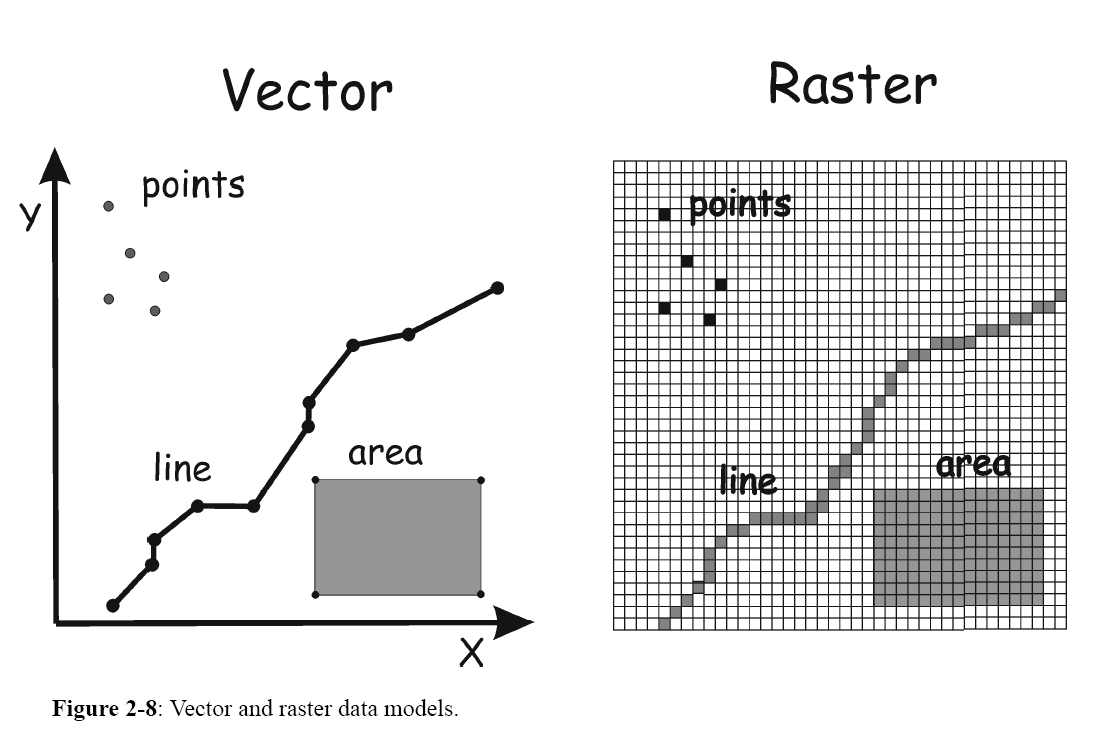 Vector
Raster
points
Y
line
area
X
points
line
area
Figure 2-8: Vector and raster data models.